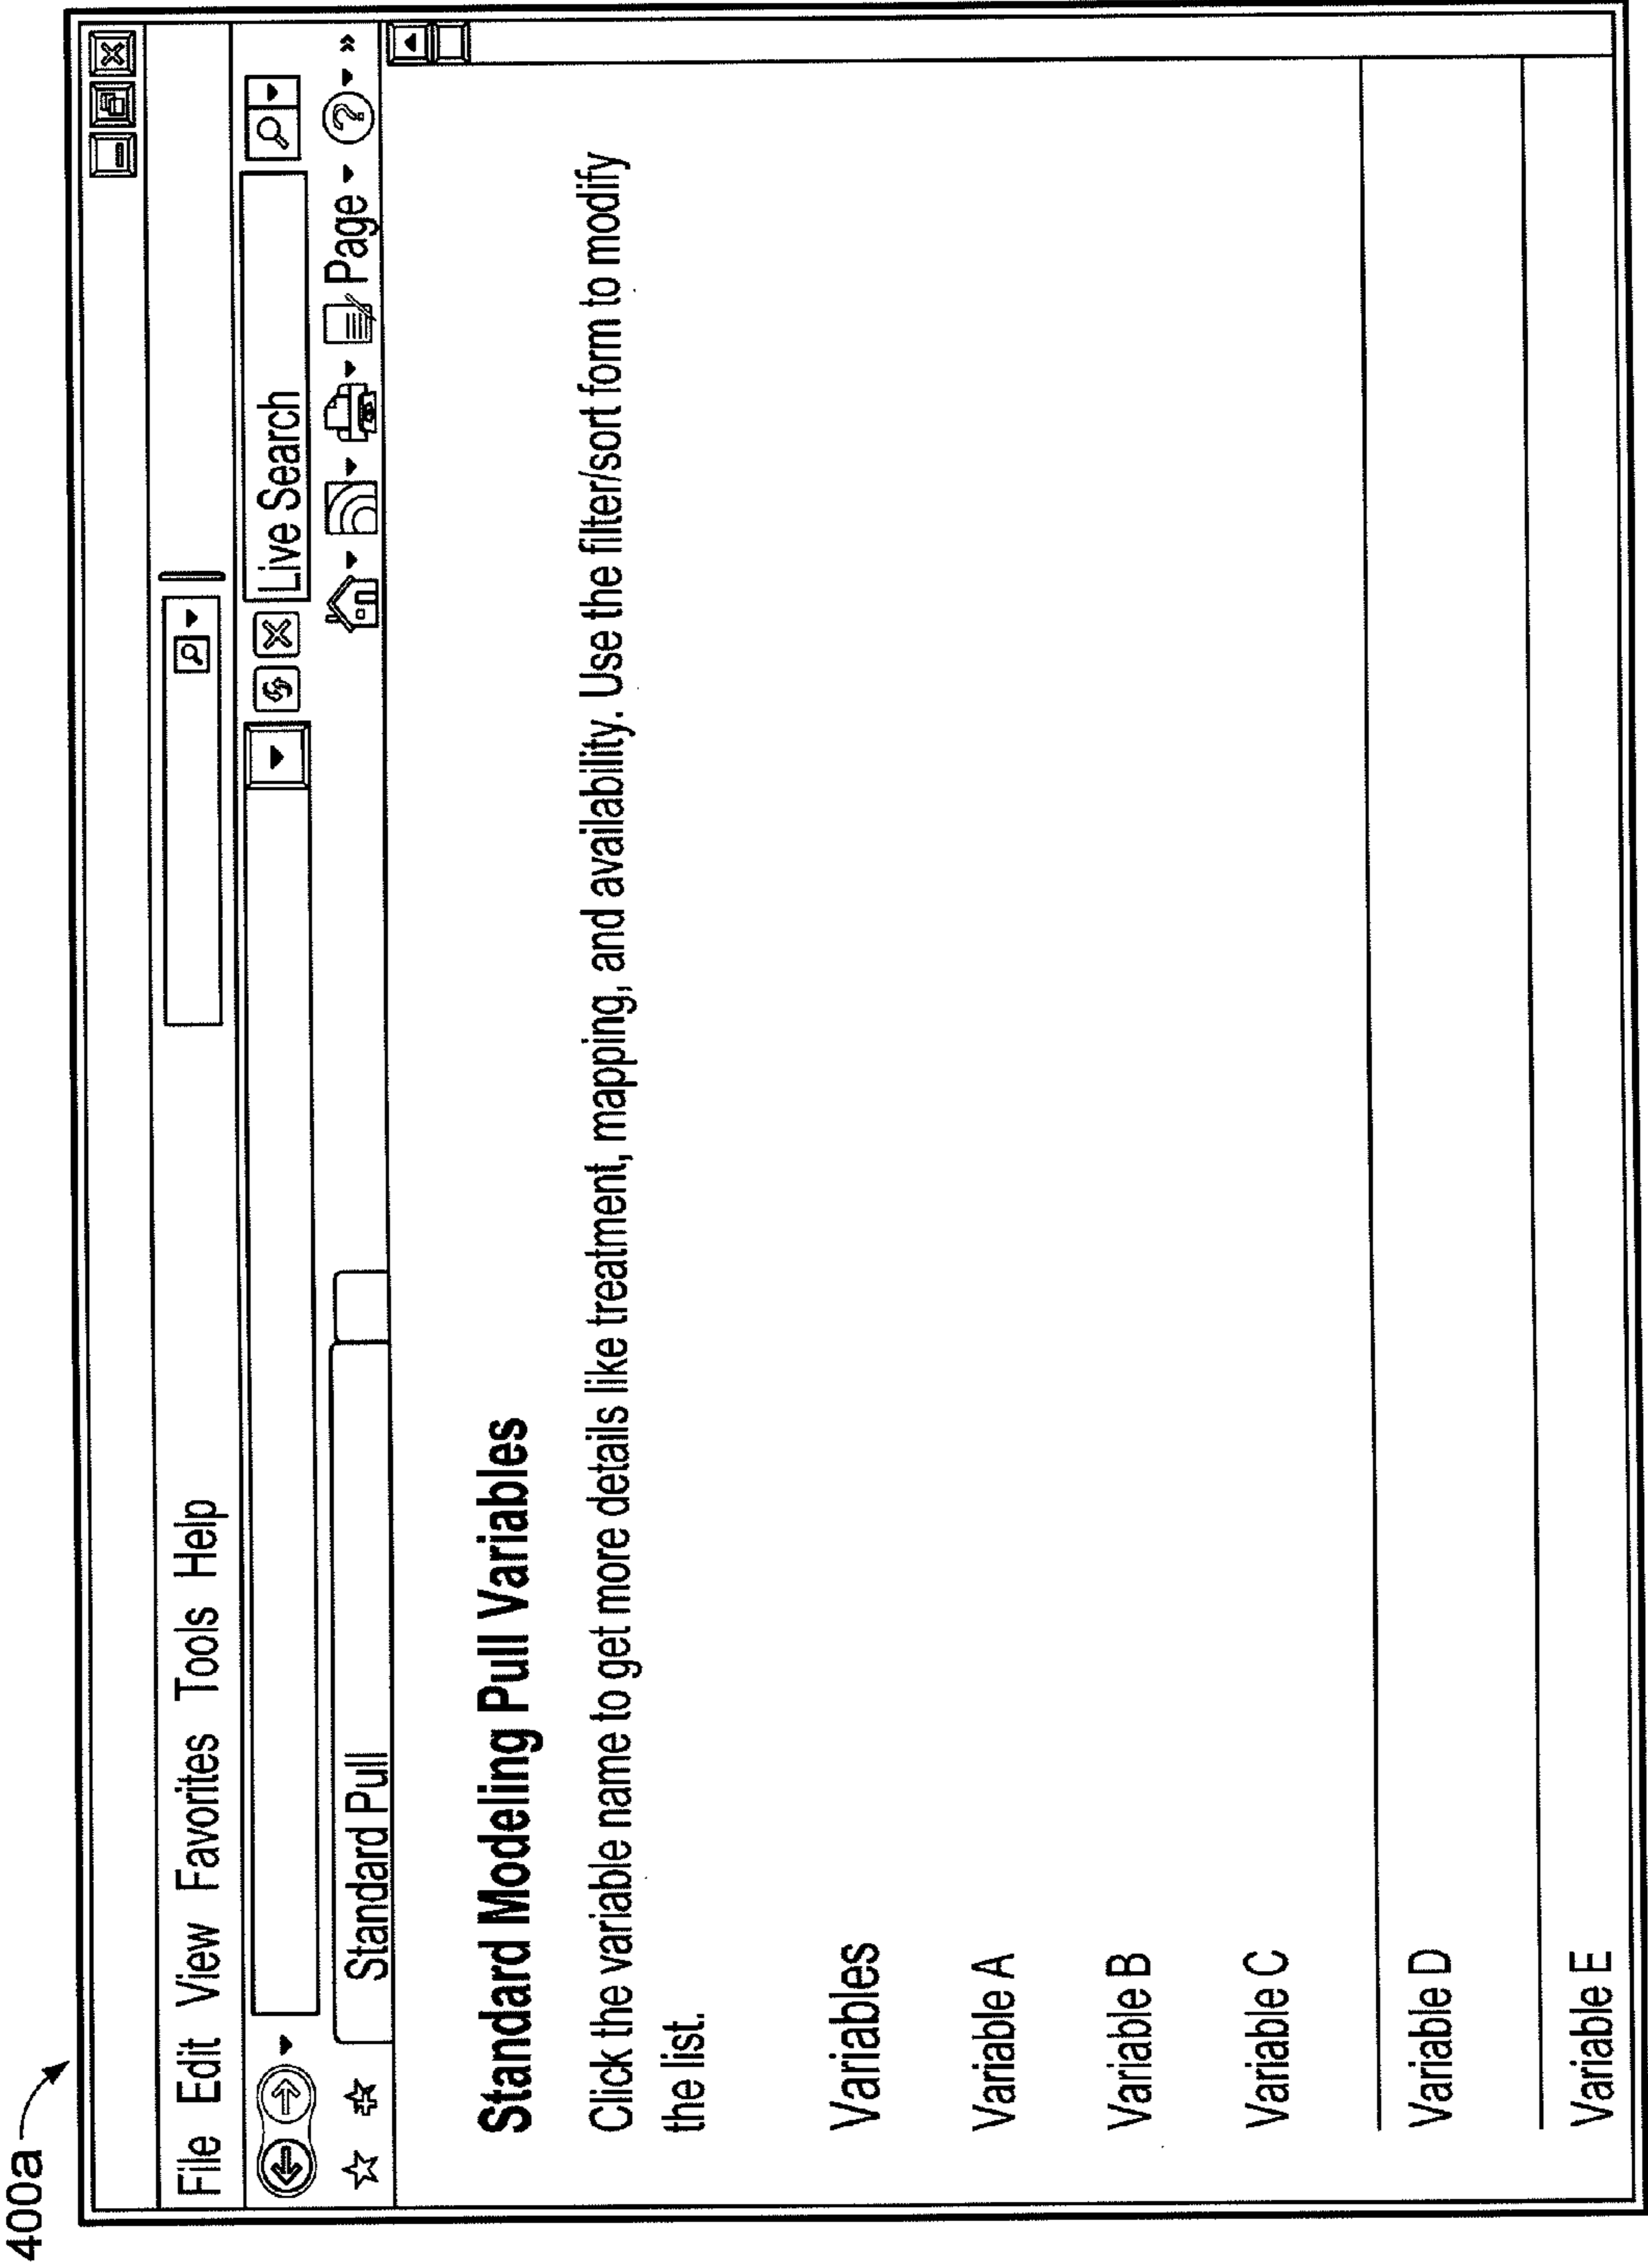 400a
File Edit View Favorites Tools Help
Live Search
Page
Standard Pull
Standard Modeling Pull Variables
Click the variable name to get more details like treatment, mapping, and availability. Use the filter/sort form to modify
the list.
Variables
Variable A
Variable B
Variable C
Variable D
Variable E